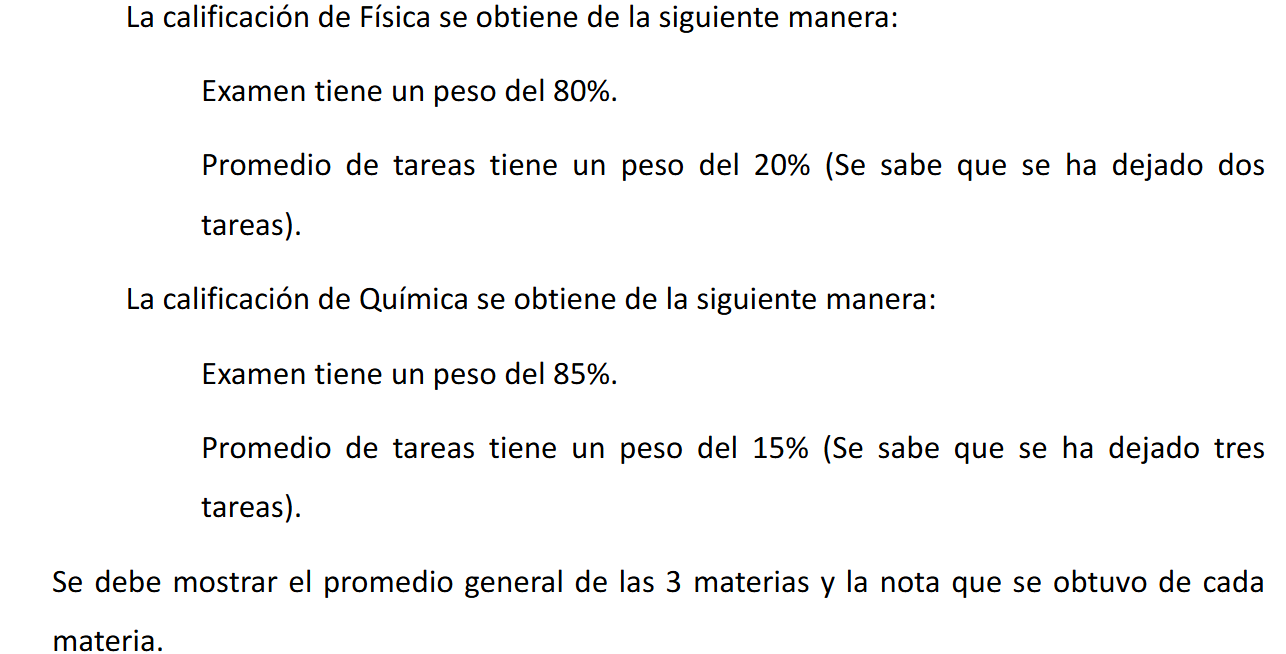 La calificación de Física se obtiene de la siguiente manera:
Examen tiene un peso del 80%.
Promedio de tareas tiene un peso del 20% (Se sabe que se ha dejado dos
tareas).
La calificación de Química se obtiene de la siguiente manera:
Examen tiene un peso del 85%.
Promedio de tareas tiene un peso del 15% (Se sabe que se ha dejado tres
tareas).
Se debe mostrar el promedio general de las 3 materias y la nota que se obtuvo de cada
materia.